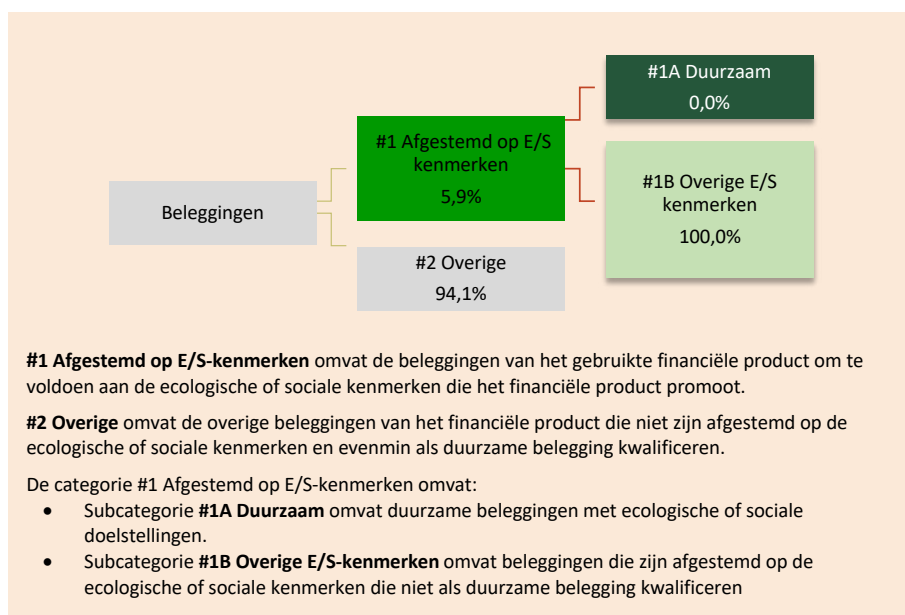 #1A Duurzaam
0,0%
#1 Afgestemd op E/S
kenmerken
5,9%
#1B Overige E/S
kenmerken
100,0%
Beleggingen
#2 Overige
94,1%
#1 Afgestemd op E/S-kenmerken omvat de beleggingen van het gebruikte financiële product om te
voldoen aan de ecologische of sociale kenmerken die het financiële product promoot.
#2 Overige omvat de overige beleggingen van het financiële product die niet zijn afgestemd op de
ecologische of sociale kenmerken en evenmin als duurzame belegging kwalificeren.
De categorie #1 Afgestemd op E/S-kenmerken omvat:
• Subcategorie #1A Duurzaam omvat duurzame beleggingen met ecologische of sociale
doelstellingen.
• Subcategorie #1B Overige E/S-kenmerken omvat beleggingen die zijn afgestemd op de
ecologische of sociale kenmerken die niet als duurzame belegging kwalificeren